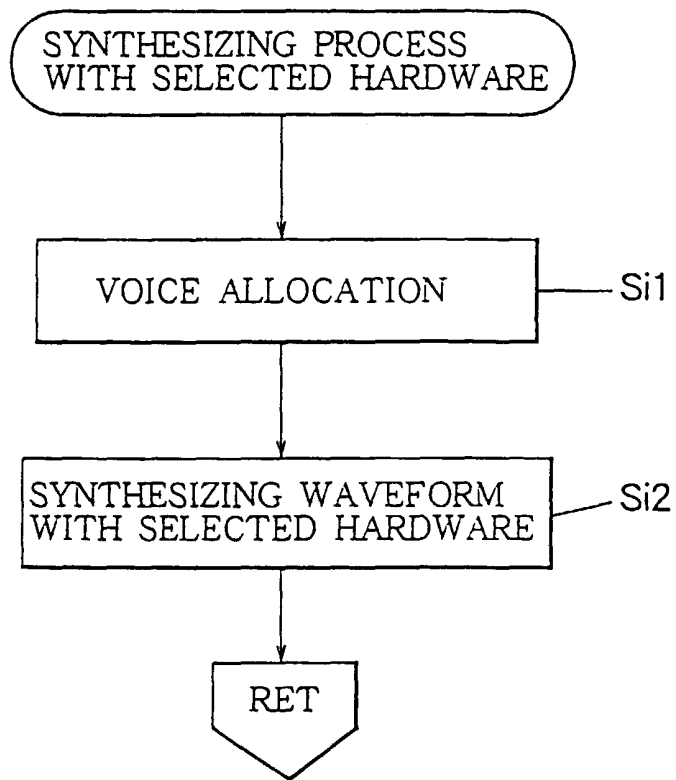 SYNTHESIZING PROCESS
WITH SELECTED HARDWARE
VOICE ALLOCATION
Si1
SYNTHESIZING WAVEFORM
WITH SELECTED HARDWARE
Si2
RET